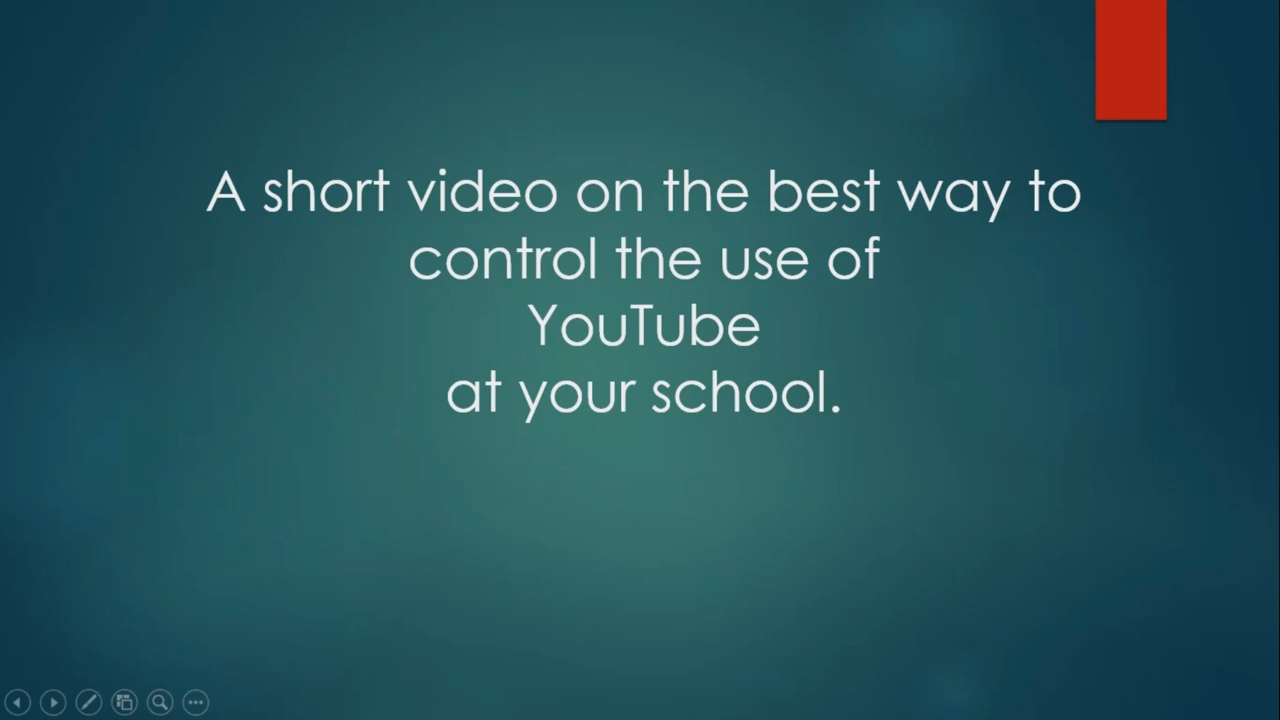 A short video on the best way to
control the use of
YouTube
at your school.